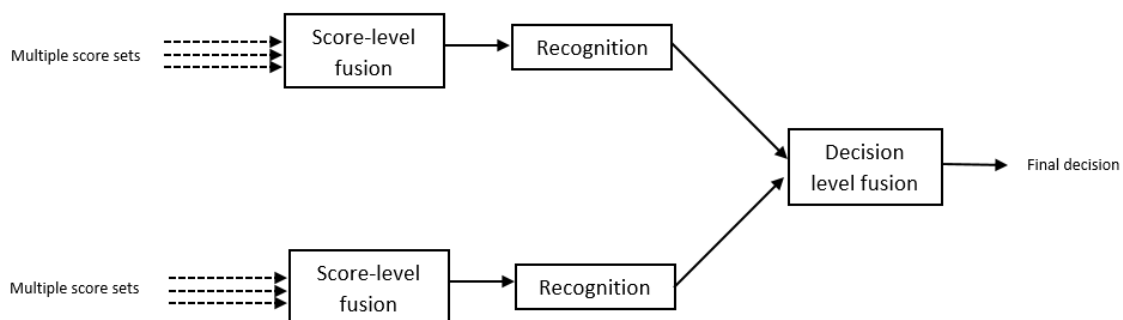 Multiple score sets
Score-level
fusion
Recognition
Decision
level fusion
Final decision
Multiple score sets
Score-level
fusion
Recognition